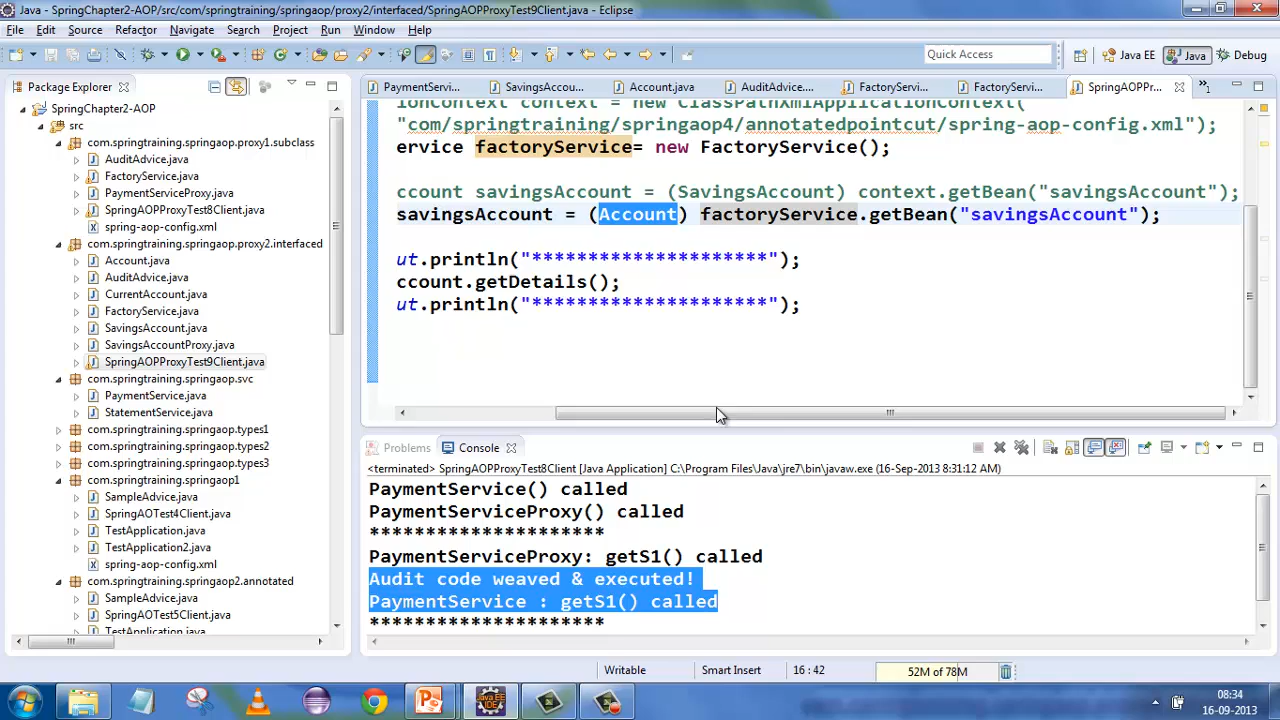 Java - SpringChapter2-AOP/src/com/springtraining/springaop/proxy2/interfaced/SpringAOPProxyTest9Client.java - Eclipse
File Edit Source Refactor Navigate Search Project Run Window Help
Quick Access
Java EE
Java
Debug
Package Explorer
PaymentServi...
SavingsAccou...
Account.java
AuditAdvice....
FactoryServi...
FactoryServi...
SpringAOPPr...
SpringChapter2-AOP
src
com.springtraining.springaop.proxy1.subclass
AuditAdvice.java
FactoryService.java
PaymentServiceProxy.java
SpringAOPProxyTest8Client.java
spring-aop-config.xml
com.springtraining.springaop.proxy2.interfaced
Account.java
AuditAdvice.java
CurrentAccount.java
FactoryService.java
SavingsAccount.java
SavingsAccountProxy.java
SpringAOPProxyTest9Client.java
com.springtraining.springaop.svc
PaymentService.java
StatementService.java
com.springtraining.springaop.types1
com.springtraining.springaop.types2
com.springtraining.springaop.types3
com.springtraining.springaop1
SampleAdvice.java
SpringAOTest4Client.java
TestApplication.java
TestApplication2.java
spring-aop-config.xml
com.springtraining.springaop2.annotated
SampleAdvice.java
SpringAOTest5Client.java
TestApplication.java
ionContext context = new ClassPathXmlApplicationContext(
"com/springtraining/springaop4/annotatedpointcut/spring-aop-config.xml");
ervice factoryService= new FactoryService();
ccount savingsAccount = (SavingsAccount) context.getBean("savingsAccount");
savingsAccount = (Account) factoryService.getBean("savingsAccount");
ut.println("*********************");
ccount.getDetails();
ut.println("*********************");
Problems
Console
<terminated> SpringAOPProxyTest8Client [Java Application] C:\Program Files\Java\jre7\bin\javaw.exe (16-Sep-2013 8:31:12 AM)
PaymentService() called
PaymentServiceProxy() called
*********************
PaymentServiceProxy: getS1() called
Audit code weaved & executed!
PaymentService : getS1() called
*********************
Writable
Smart Insert
16 : 42
52M of 78M
08:34
16-09-2013